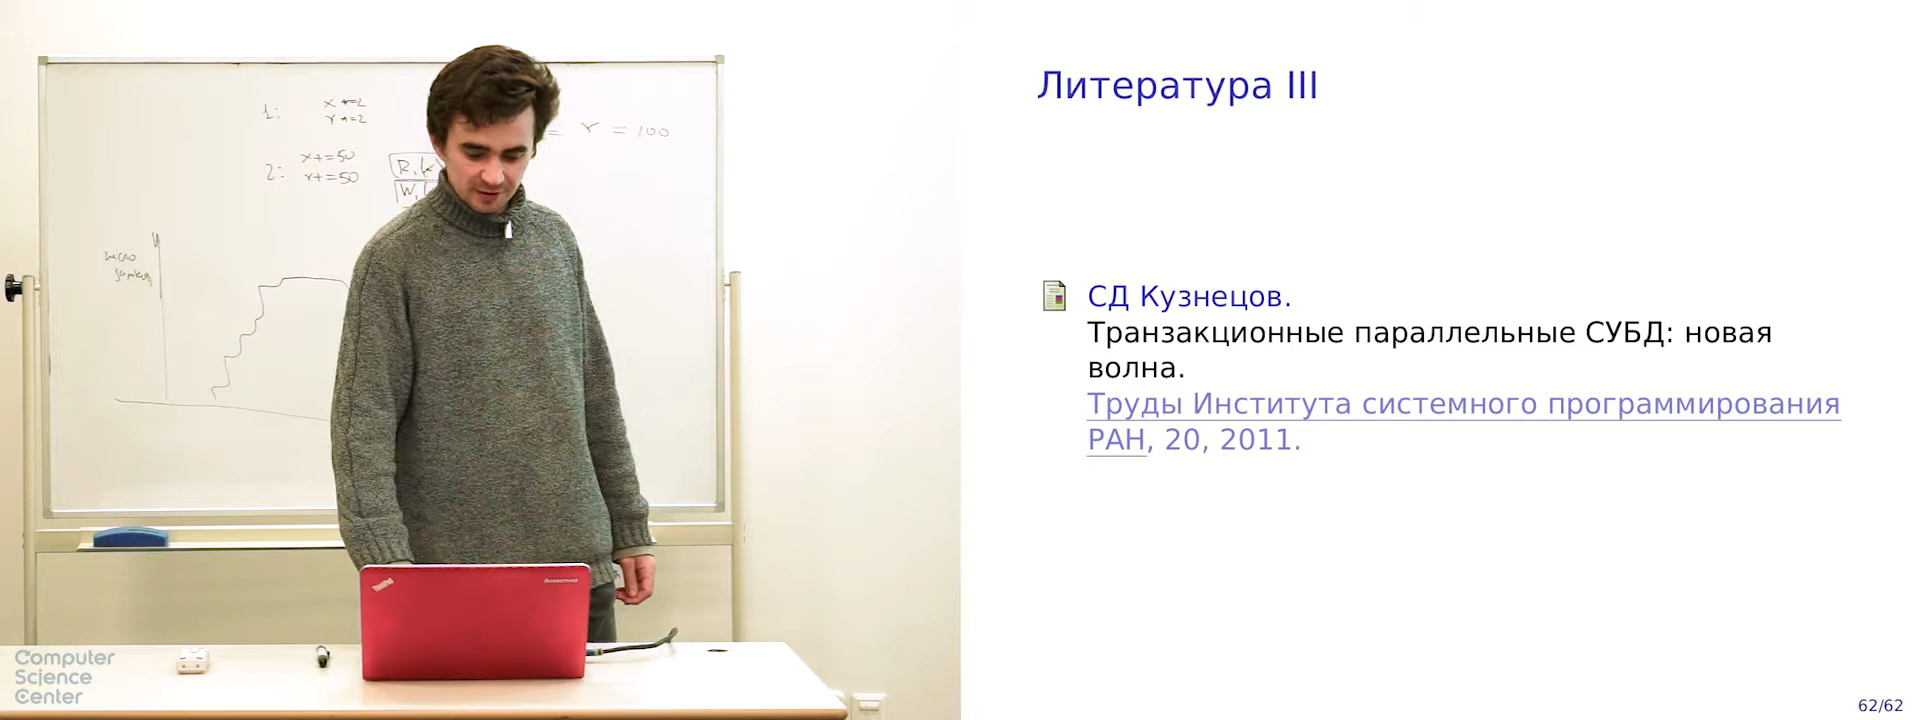 1: X *= 2
Y *= 2
= Y = 100
2: X += 50
Y += 50
число
Computer
Science
Center
Литература III
СД Кузнецов.
Транзакционные параллельные СУБД: новая
волна.
Труды Института системного программирования
РАН, 20, 2011.
62/62